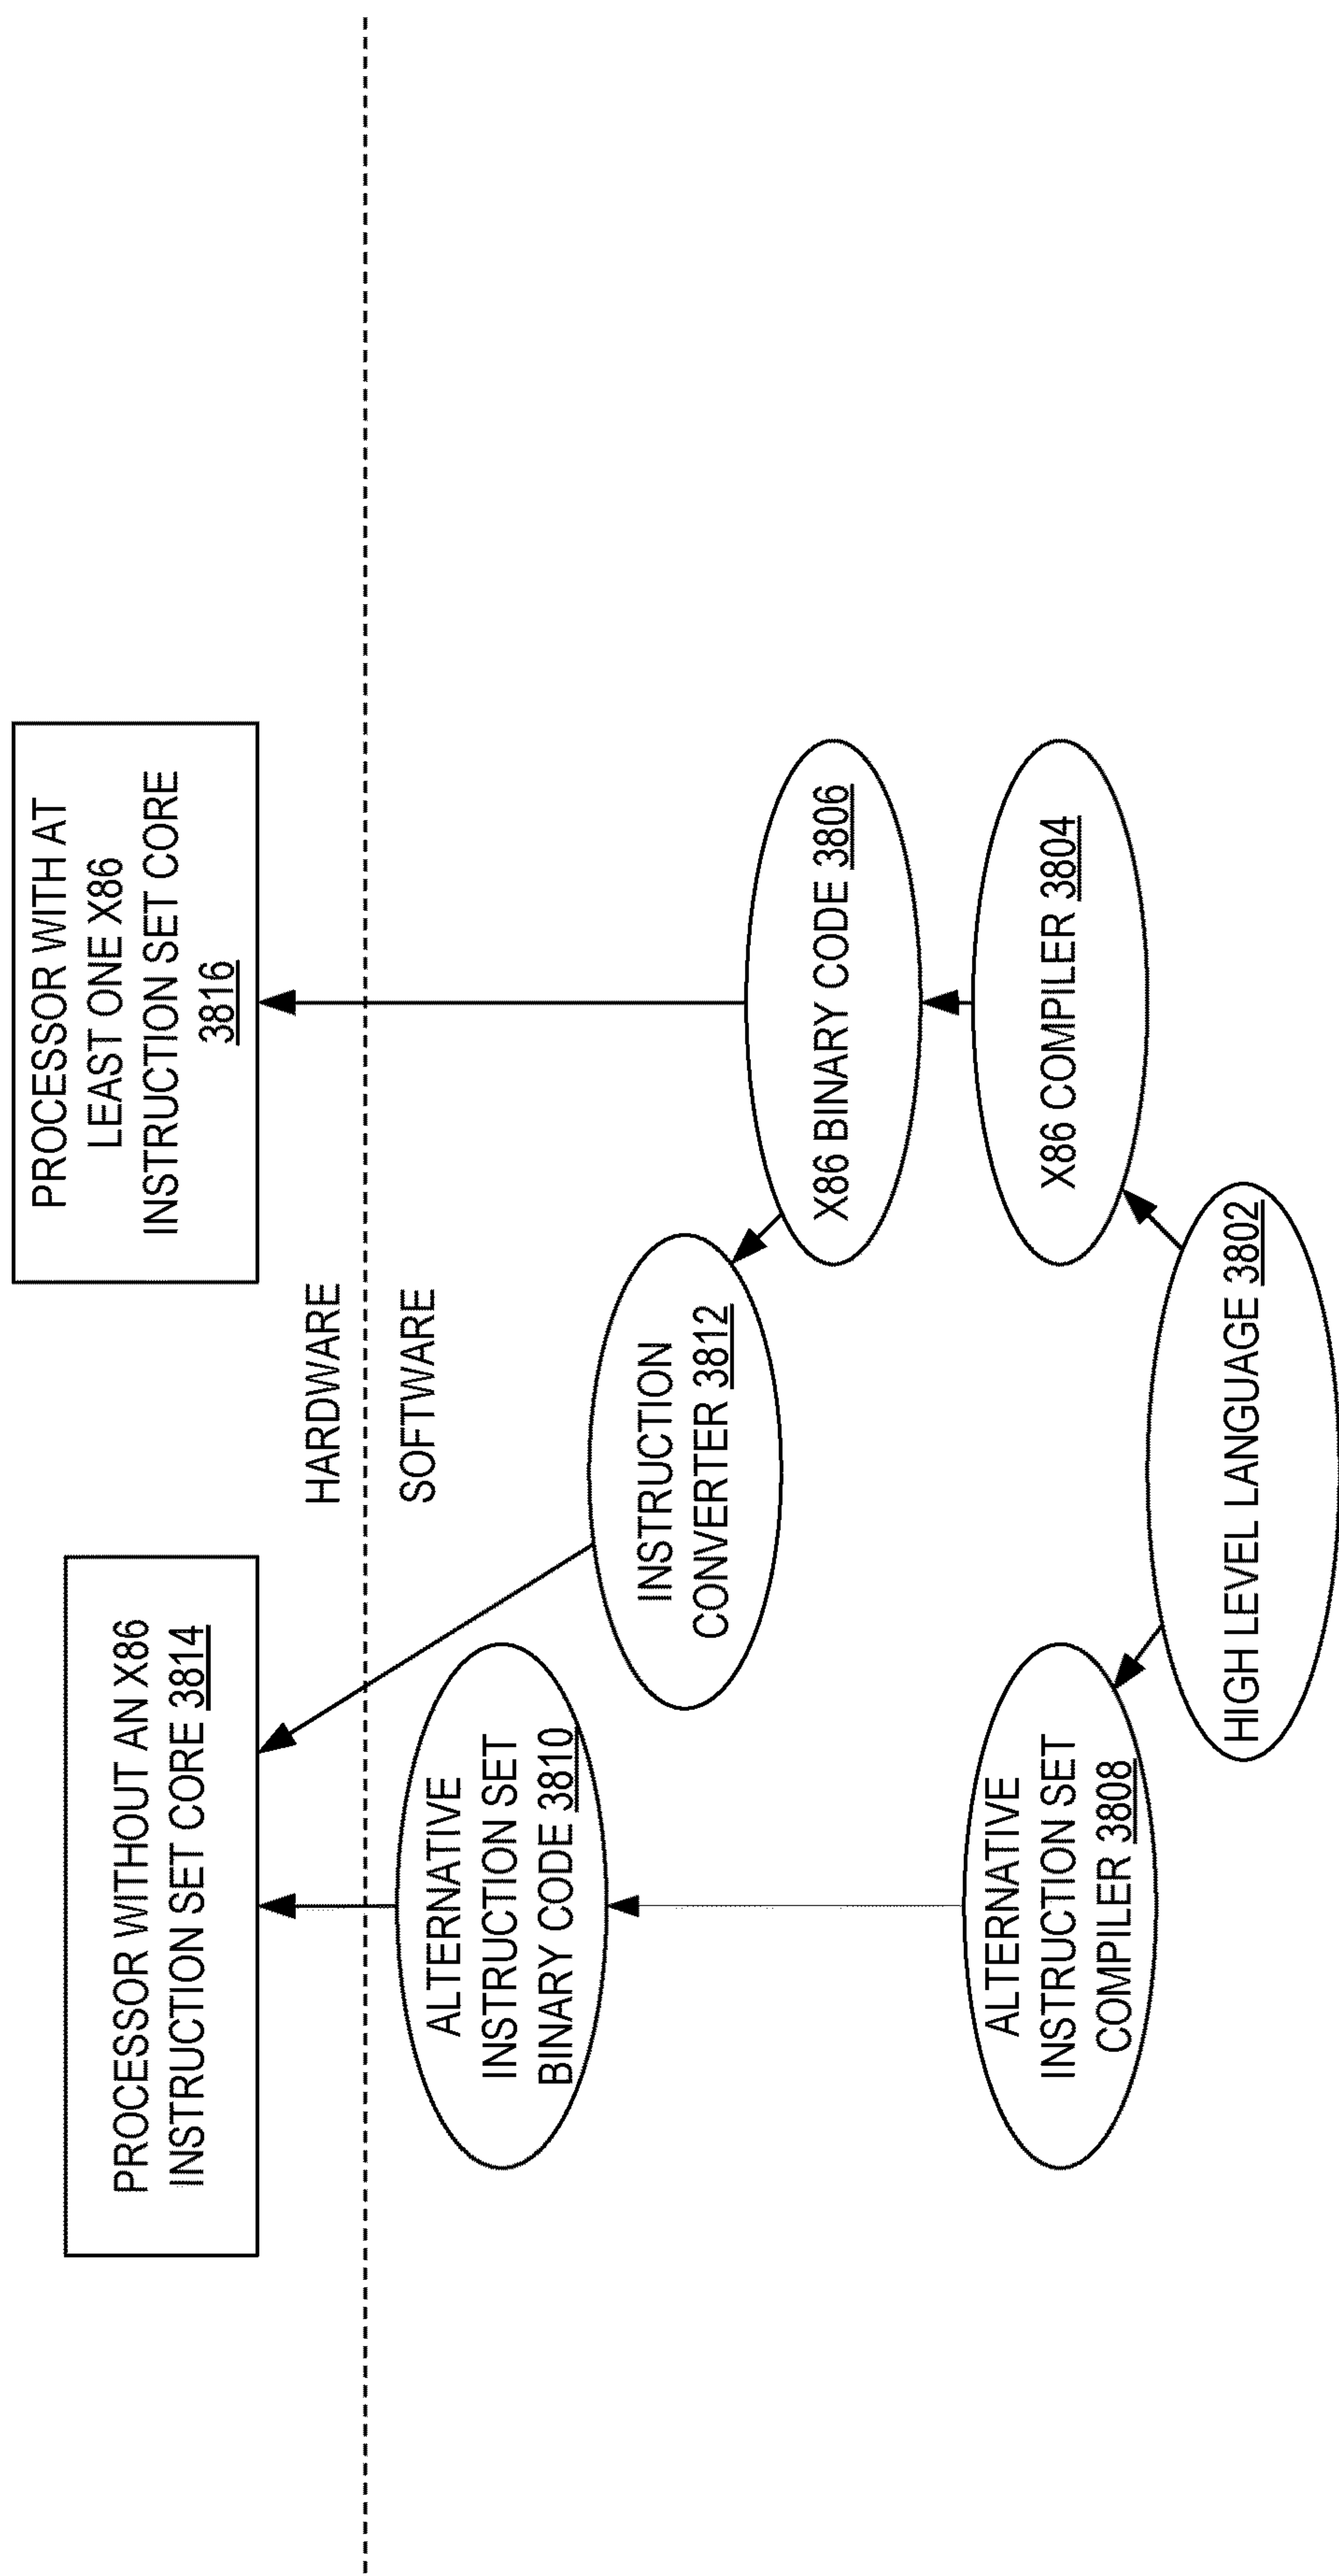 PROCESSOR WITHOUT AN X86
INSTRUCTION SET CORE 3814
PROCESSOR WITH AT
LEAST ONE X86
INSTRUCTION SET CORE
3816
HARDWARE
SOFTWARE
ALTERNATIVE
INSTRUCTION SET
BINARY CODE 3810
INSTRUCTION
CONVERTER 3812
X86 BINARY CODE 3806
ALTERNATIVE
INSTRUCTION SET
COMPILER 3808
X86 COMPILER 3804
HIGH LEVEL LANGUAGE 3802